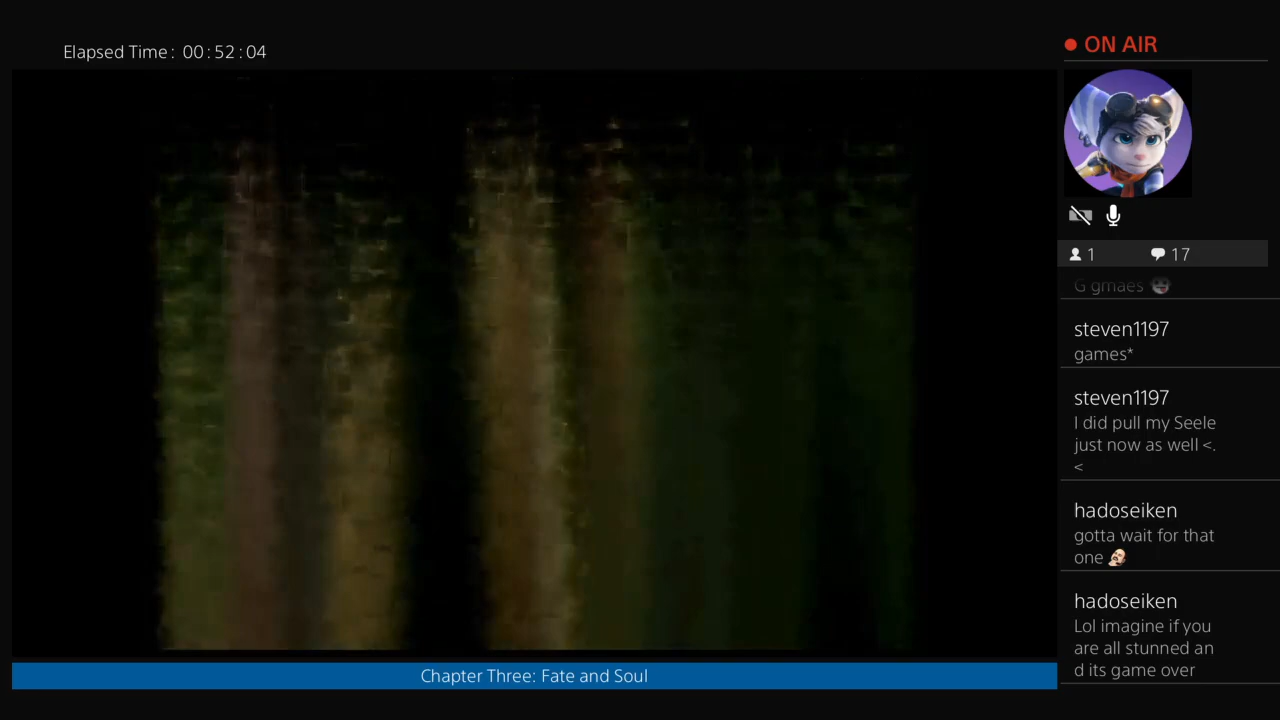 Elapsed Time: 00:52:04
ON AIR
1 17
G gmaes
steven1197
games*
steven1197
I did pull my Seele
just now as well <.
<
hadoseiken
gotta wait for that
one
hadoseiken
Lol imagine if you
are all stunned an
d its game over
Chapter Three: Fate and Soul